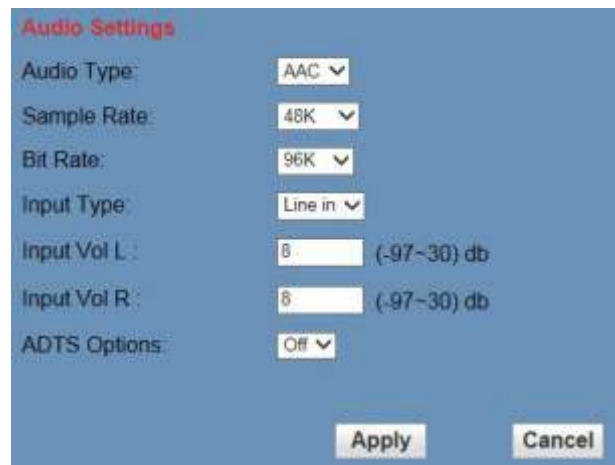 Audio Settings
Audio Type: AAC
Sample Rate: 48K
Bit Rate: 96K
Input Type: Line in
Input Vol L : 8 (-97~30) db
Input Vol R : 8 (-97~30) db
ADTS Options: Off
Apply Cancel